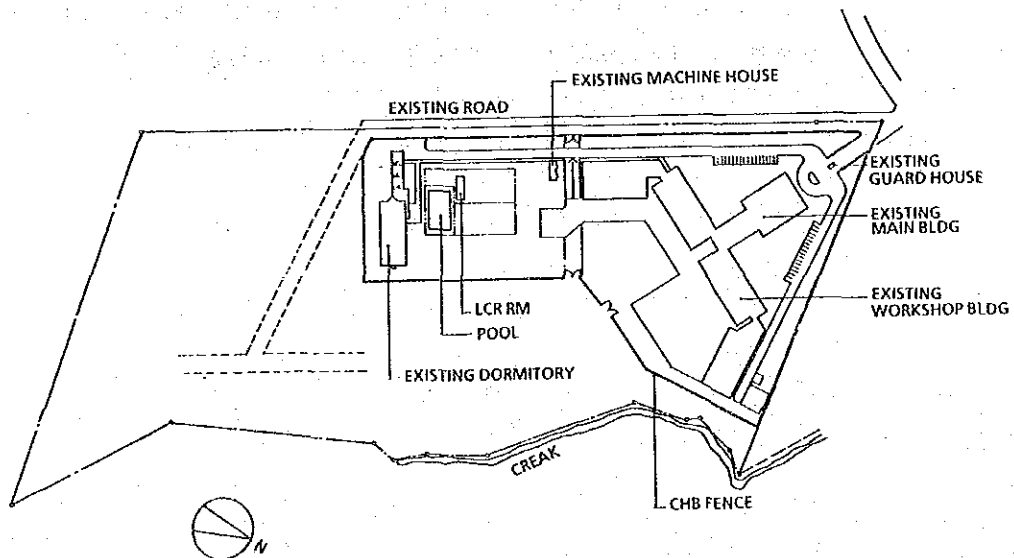 EXISTING MACHINE HOUSE
EXISTING ROAD
EXISTING
GUARD HOUSE
EXISTING
MAIN BLDG
EXISTING
WORKSHOP BLDG
LCR RM
POOL
EXISTING DORMITORY
CREAK
CHB FENCE
N